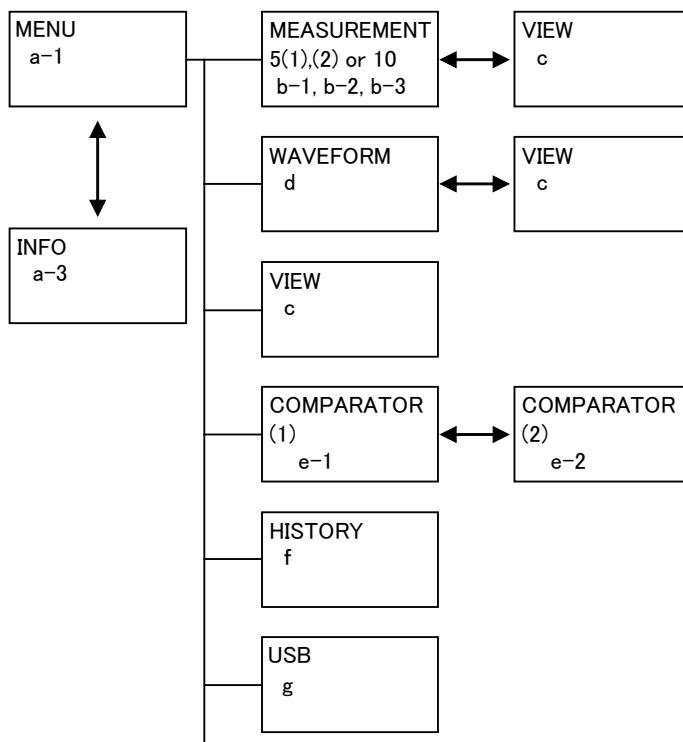 MENU
a-1
MEASUREMENT
5(1),(2) or 10
b-1, b-2, b-3
VIEW
c
WAVEFORM
d
VIEW
c
INFO
a-3
VIEW
c
COMPARATOR
(1)
e-1
COMPARATOR
(2)
e-2
HISTORY
f
USB
g